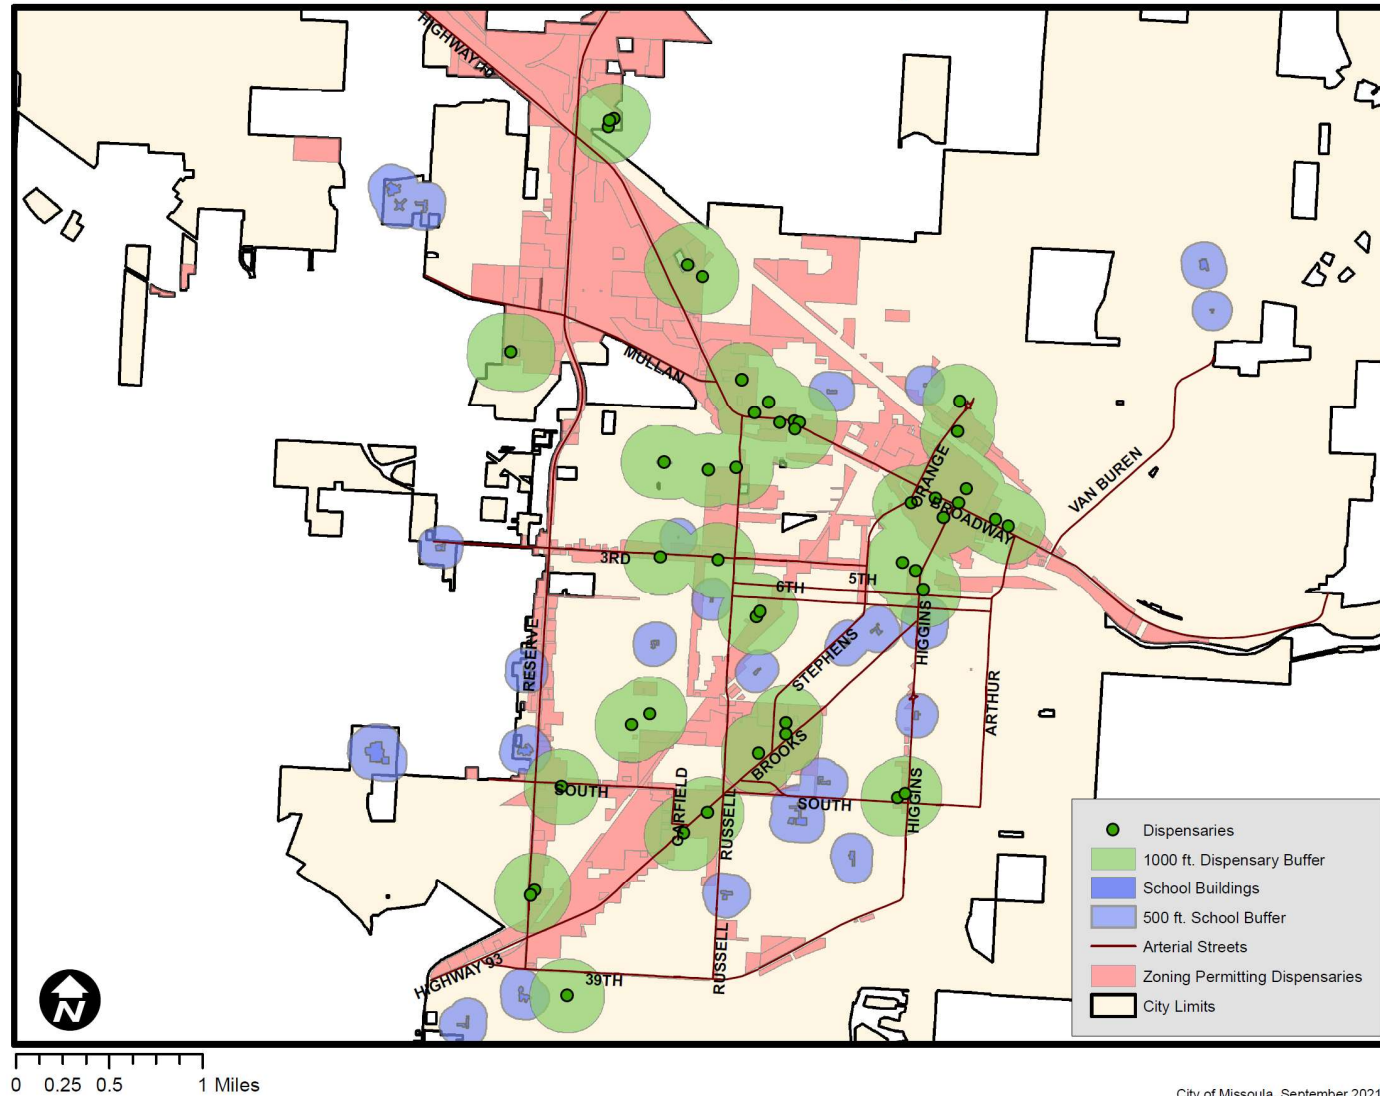 HIGHWAY 10
MULLAN
ORANGE
BROADWAY
VAN BUREN
3RD
5TH
6TH
RESERVE
STEPHENS
HIGGINS
ARTHUR
BROOKS
SOUTH
GARFIELD
RUSSELL
SOUTH
HIGGINS
RUSSELL
HIGHWAY 93
39TH
Dispensaries
1000 ft. Dispensary Buffer
School Buildings
500 ft. School Buffer
Arterial Streets
Zoning Permitting Dispensaries
City Limits
N
0 0.25 0.5 1 Miles
City of Missoula, September 2021